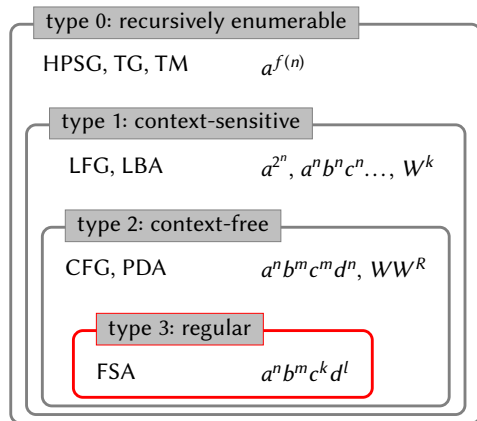 type 0: recursively enumerable
HPSG, TG, TM a^{f(n)}
type 1: context-sensitive
LFG, LBA a^{2^n}, a^n b^n c^n …, W^k
type 2: context-free
CFG, PDA a^n b^m c^m d^n, WW^R
type 3: regular
FSA a^n b^m c^k d^l